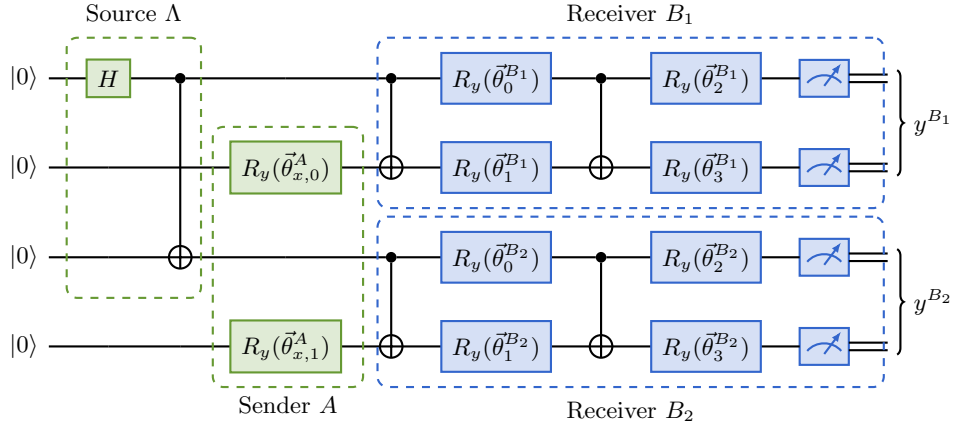 Source Λ Receiver B₁
|0⟩ H R_y(θ⃗₀^{B₁}) R_y(θ⃗₂^{B₁})
y^{B₁}
|0⟩ R_y(θ⃗^A_{x,0}) R_y(θ⃗₁^{B₁}) R_y(θ⃗₃^{B₁})
|0⟩ R_y(θ⃗₀^{B₂}) R_y(θ⃗₂^{B₂})
y^{B₂}
|0⟩ R_y(θ⃗^A_{x,1}) R_y(θ⃗₁^{B₂}) R_y(θ⃗₃^{B₂})
Sender A Receiver B₂